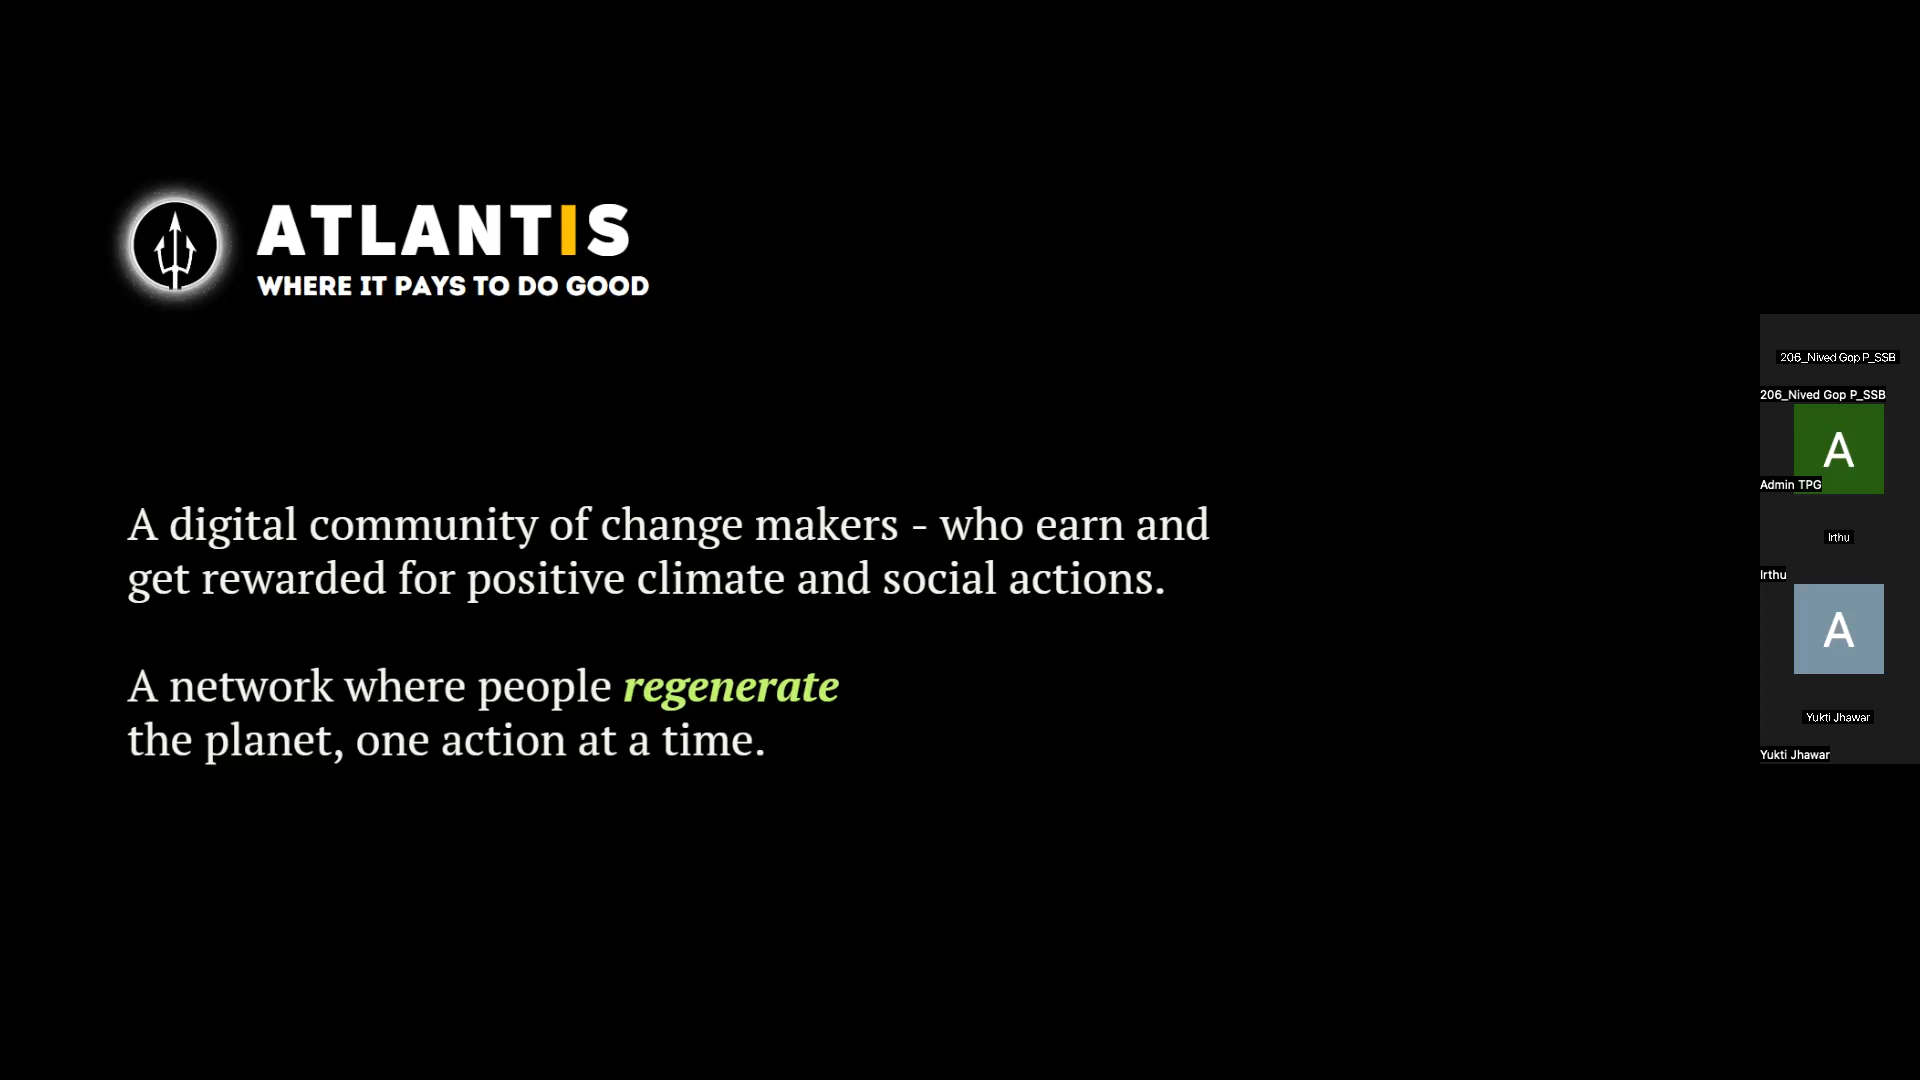 ATLANTIS
WHERE IT PAYS TO DO GOOD
A digital community of change makers - who earn and
get rewarded for positive climate and social actions.
A network where people regenerate
the planet, one action at a time.
206_Nived Gop P_SSB
206_Nived Gop P_SSB
A
Admin TPG
Irthu
Irthu
A
Yukti Jhawar
Yukti Jhawar